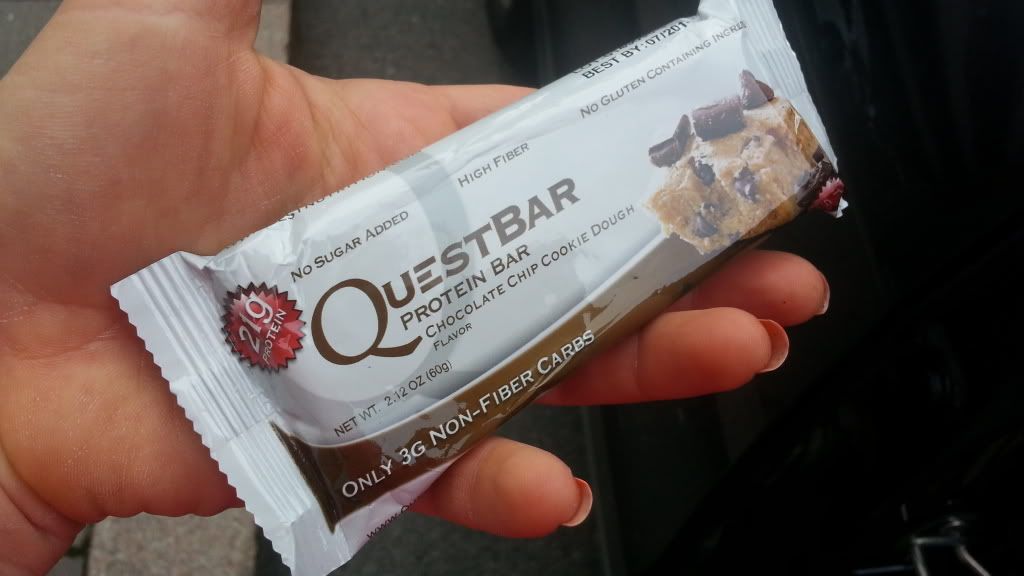 BEST BY: 07/201
NO GLUTEN CONTAINING INGRE
HIGH FIBER
NO SUGAR ADDED
QUESTBAR
PROTEIN BAR
CHOCOLATE CHIP COOKIE DOUGH
FLAVOR
21g
PROTEIN
NET WT. 2.12 OZ (60g)
ONLY 3G NON-FIBER CARBS